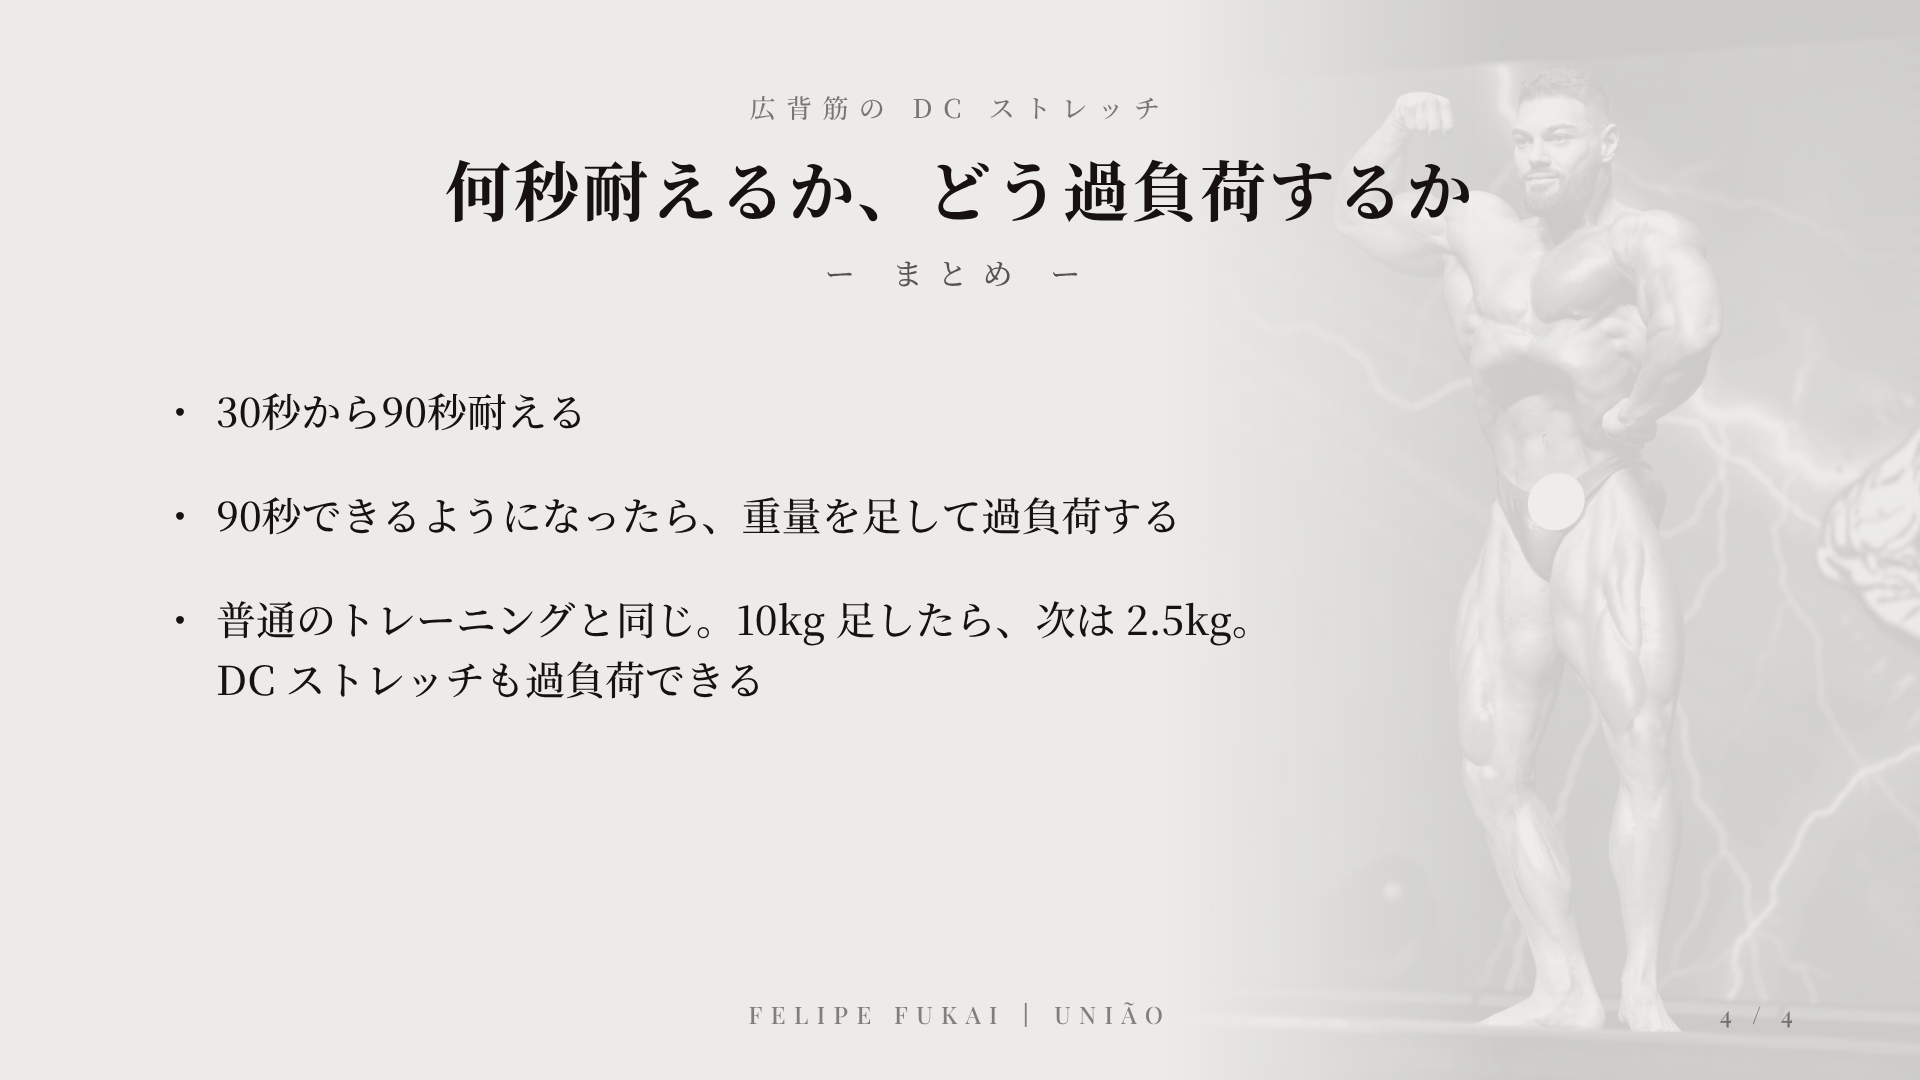 広背筋の DC ストレッチ
何秒耐えるか、どう過負荷するか
ー まとめ ー
・ 30秒から90秒耐える
・ 90秒できるようになったら、重量を足して過負荷する
・ 普通のトレーニングと同じ。10kg 足したら、次は 2.5kg。
DC ストレッチも過負荷できる
FELIPE FUKAI | UNIÃO
4 / 4